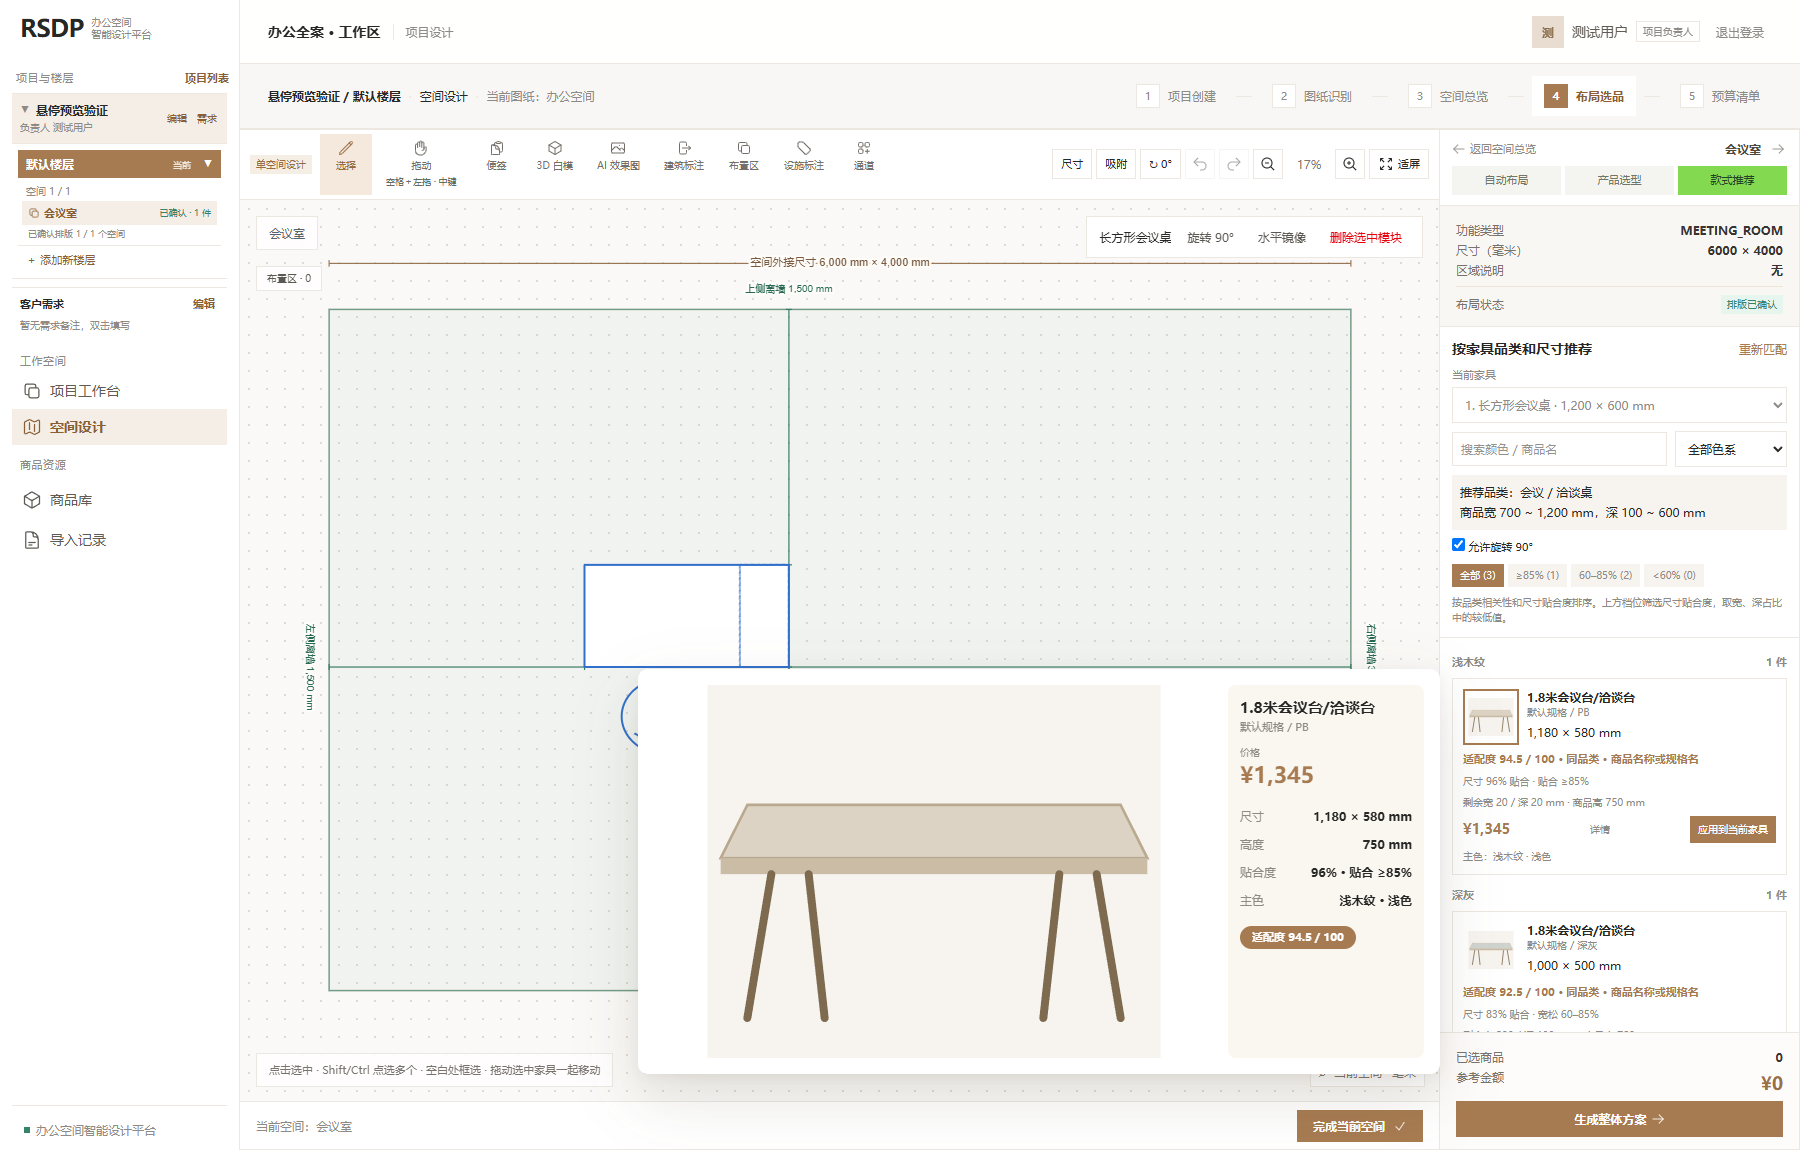 RSDP 办公空间
智能设计平台
项目与楼层 项目列表
悬停预览验证 编辑 需求
负责人 测试用户
默认楼层 当前
空间 1 / 1
会议室 已确认 · 1 件
已确认排版 1 / 1 个空间
+ 添加新楼层
客户需求 编辑
暂无需求备注，双击填写
工作空间
项目工作台
空间设计
商品资源
商品库
导入记录
办公空间智能设计平台
办公全案 • 工作区 项目设计
测 测试用户 项目负责人 退出登录
悬停预览验证 / 默认楼层 · 空间设计 · 当前图纸：办公空间
1 项目创建 2 图纸识别 3 空间总览 4 布局选品 5 预算清单
单空间设计 选择 拖动 便签 3D 白模 AI 效果图 建筑标注 布置区 设施标注 通道
空格 + 左拖 · 中键
尺寸 吸附 ↻ 0° 17% 适屏
会议室
长方形会议桌 旋转 90° 水平镜像 删除选中模块
布置区 · 0
空间外接尺寸 6,000 mm × 4,000 mm
上侧离墙 1,500 mm
左侧离墙 1,500 mm
右侧离墙
1.8米会议台/洽谈台
默认规格 / PB
价格
¥1,345
尺寸 1,180 × 580 mm
高度 750 mm
贴合度 96% • 贴合 ≥85%
主色 浅木纹 • 浅色
适配度 94.5 / 100
点击选中 · Shift/Ctrl 点选多个 · 空白处框选 · 拖动选中家具一起移动
当前空间 · 毫米
当前空间：会议室
完成当前空间 ✓
← 返回空间总览 会议室 →
自动布局 产品选型 款式推荐
功能类型 MEETING_ROOM
尺寸（毫米） 6000 × 4000
区域说明 无
布局状态 排版已确认
按家具品类和尺寸推荐 重新匹配
当前家具
1. 长方形会议桌 · 1,200 × 600 mm
搜索颜色 / 商品名 全部色系
推荐品类：会议 / 洽谈桌
商品宽 700 ~ 1,200 mm，深 100 ~ 600 mm
允许旋转 90°
全部 (3) ≥85% (1) 60–85% (2) <60% (0)
按品类相关性和尺寸贴合度排序。上方档位筛选尺寸贴合度，取宽、深占比
中的较低值。
浅木纹 1 件
1.8米会议台/洽谈台
默认规格 / PB
1,180 × 580 mm
适配度 94.5 / 100 • 同品类 • 商品名称或规格名
尺寸 96% 贴合 · 贴合 ≥85%
剩余宽 20 / 深 20 mm · 商品高 750 mm
¥1,345 详情 应用到当前家具
主色：浅木纹 · 浅色
深灰 1 件
1.8米会议台/洽谈台
默认规格 / 深灰
1,000 × 500 mm
适配度 92.5 / 100 • 同品类 • 商品名称或规格名
尺寸 83% 贴合 · 宽松 60–85%
已选商品 0
参考金额 ¥0
生成整体方案 →